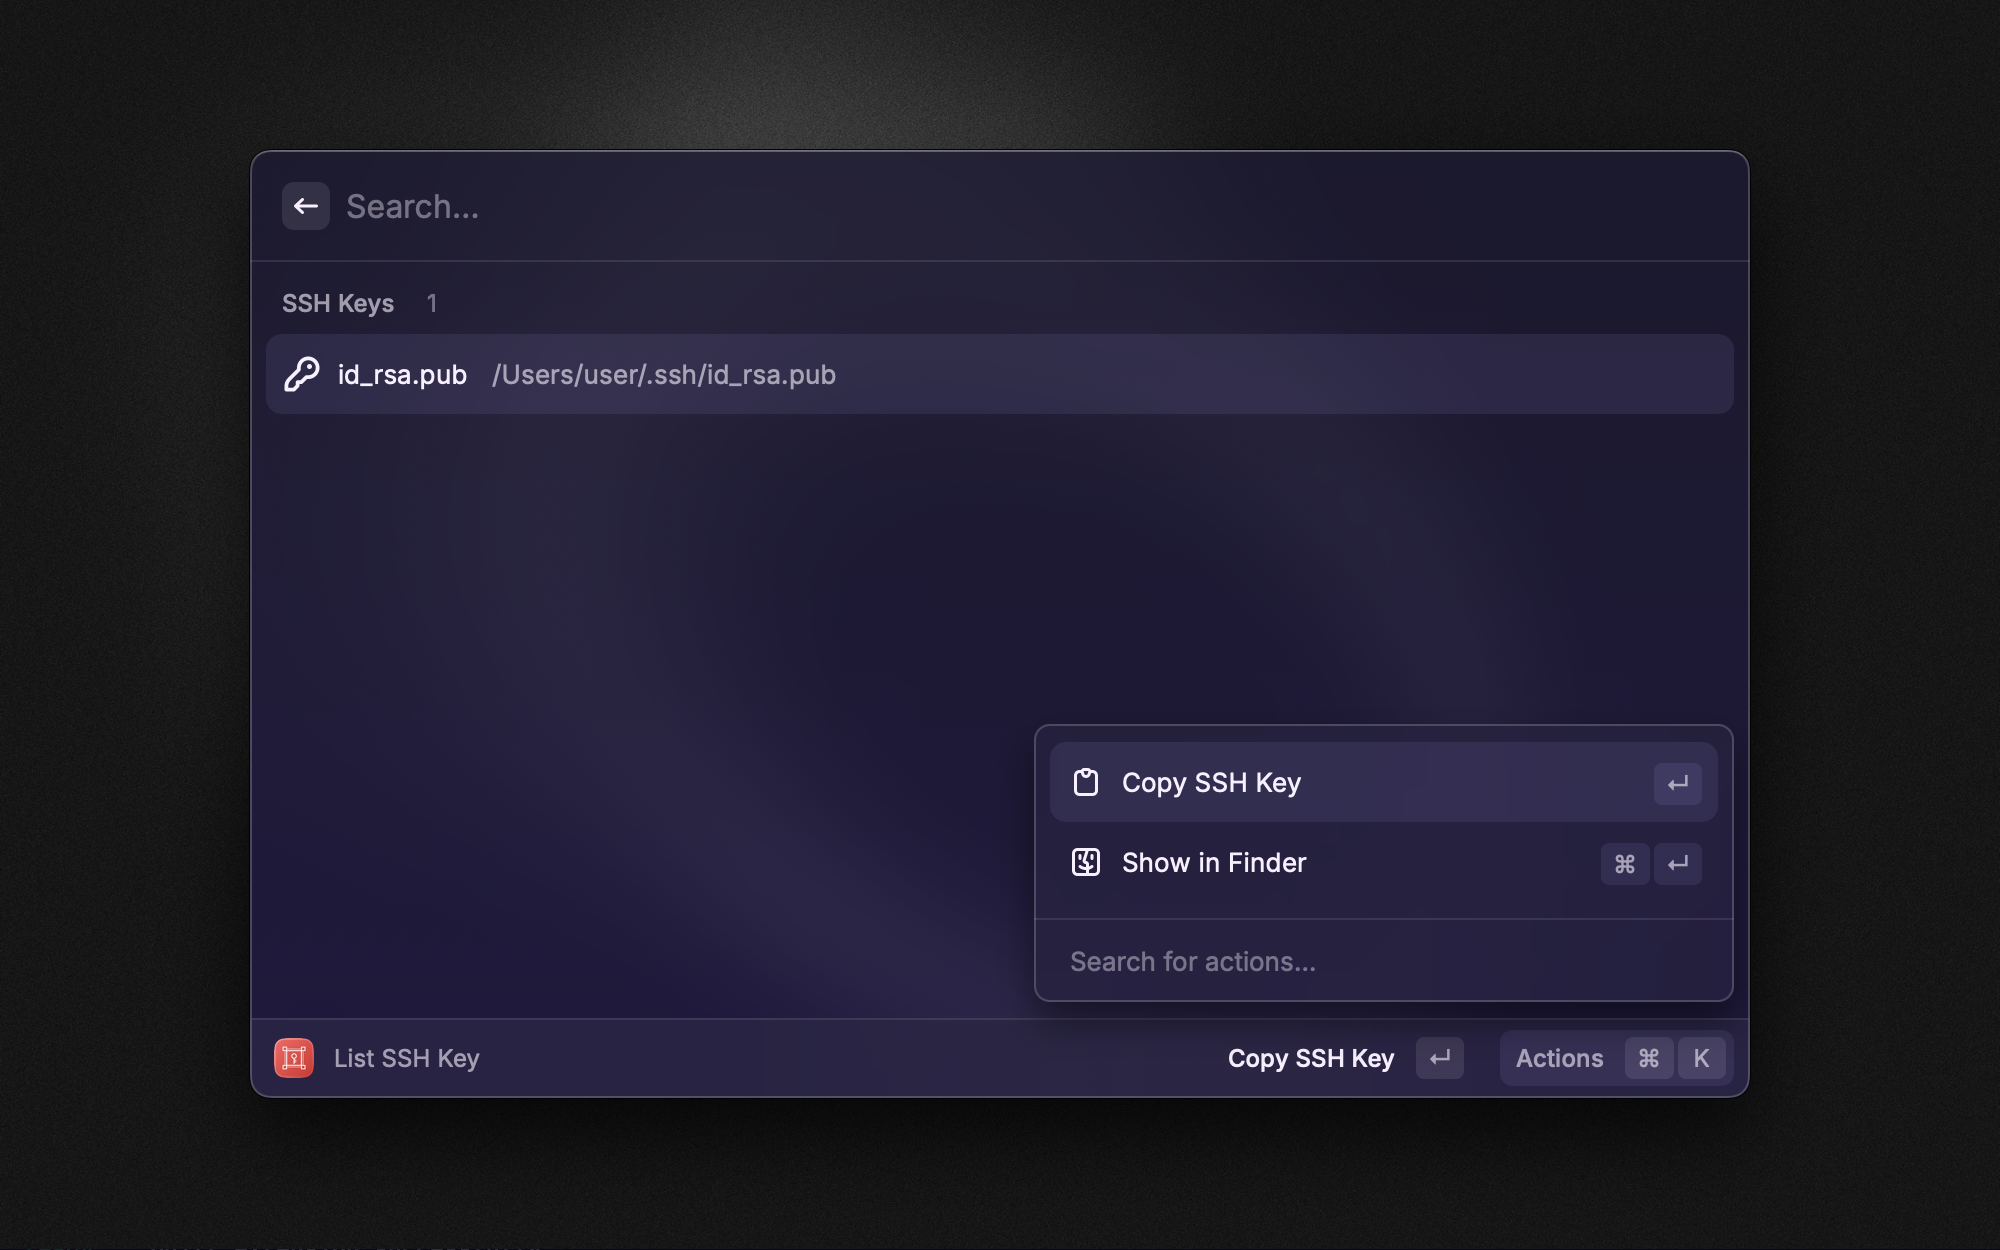 Search...
SSH Keys 1
id_rsa.pub /Users/user/.ssh/id_rsa.pub
Copy SSH Key ↵
Show in Finder ⌘ ↵
Search for actions...
List SSH Key
Copy SSH Key ↵ Actions ⌘ K